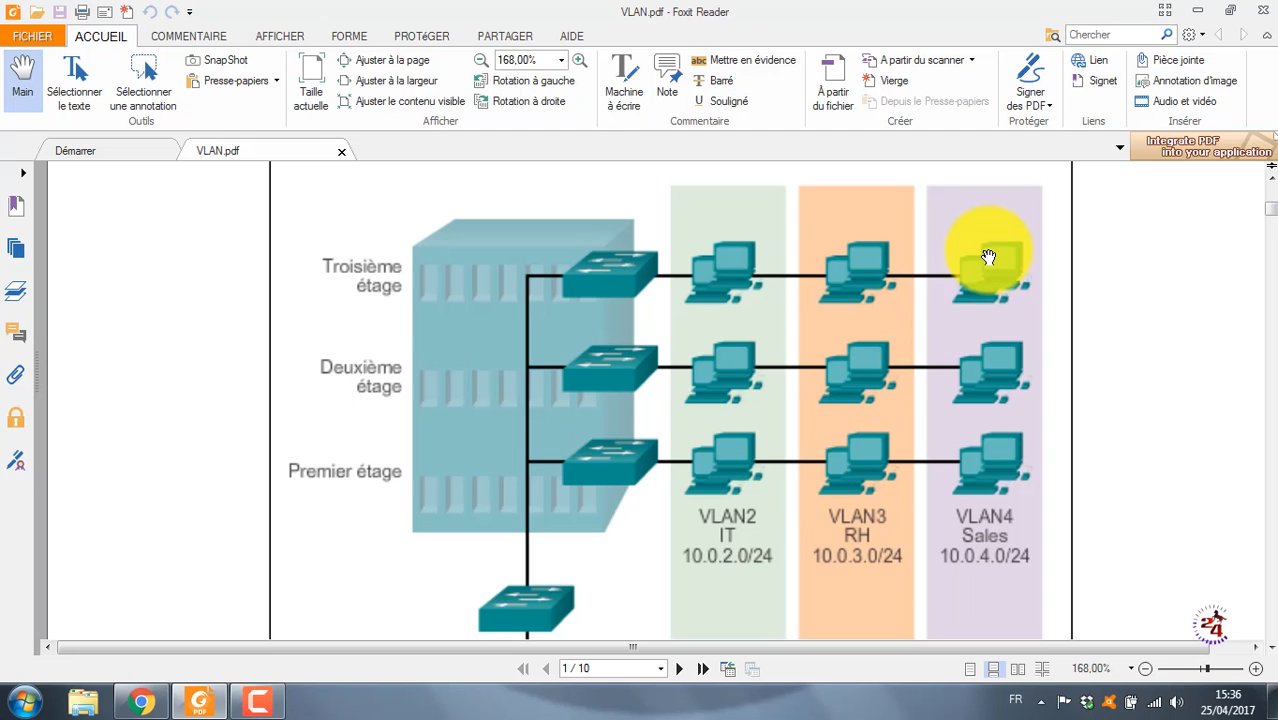 VLAN.pdf - Foxit Reader
FICHIER ACCUEIL COMMENTAIRE AFFICHER FORME PROTéGER PARTAGER AIDE Chercher
Main
Sélectionner le texte
Sélectionner une annotation
SnapShot
Presse-papiers
Outils
Taille actuelle
Ajuster à la page
Ajuster à la largeur
Ajuster le contenu visible
168,00%
Rotation à gauche
Rotation à droite
Afficher
Machine à écrire
Note
abc Mettre en évidence
Barré
Souligné
Commentaire
À partir du fichier
A partir du scanner
Vierge
Depuis le Presse-papiers
Créer
Signer des PDF
Protéger
Lien
Signet
Liens
Pièce jointe
Annotation d'image
Audio et vidéo
Insérer
Démarrer
VLAN.pdf
Integrate PDF
into your application
Troisième
étage
Deuxième
étage
Premier étage
VLAN2
IT
10.0.2.0/24
VLAN3
RH
10.0.3.0/24
VLAN4
Sales
10.0.4.0/24
24
1 / 10
168,00%
FR
15:36
25/04/2017